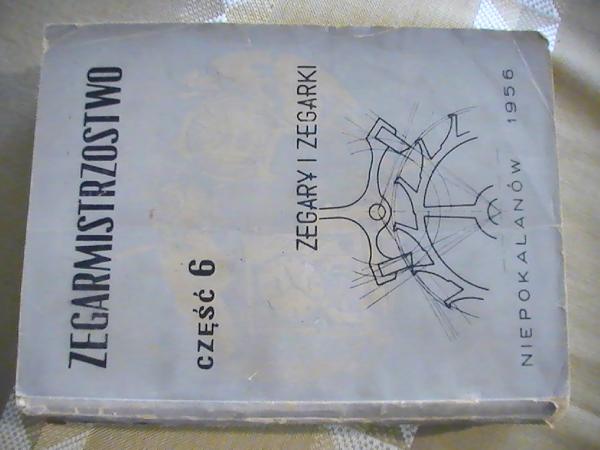 ZEGARMISTRZOSTWO
CZĘŚĆ 6
ZEGARY I ZEGARKI
NIEPOKALANÓW 1956